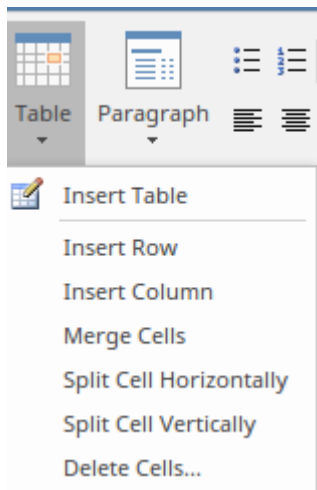 Table
Paragraph
Insert Table
Insert Row
Insert Column
Merge Cells
Split Cell Horizontally
Split Cell Vertically
Delete Cells...